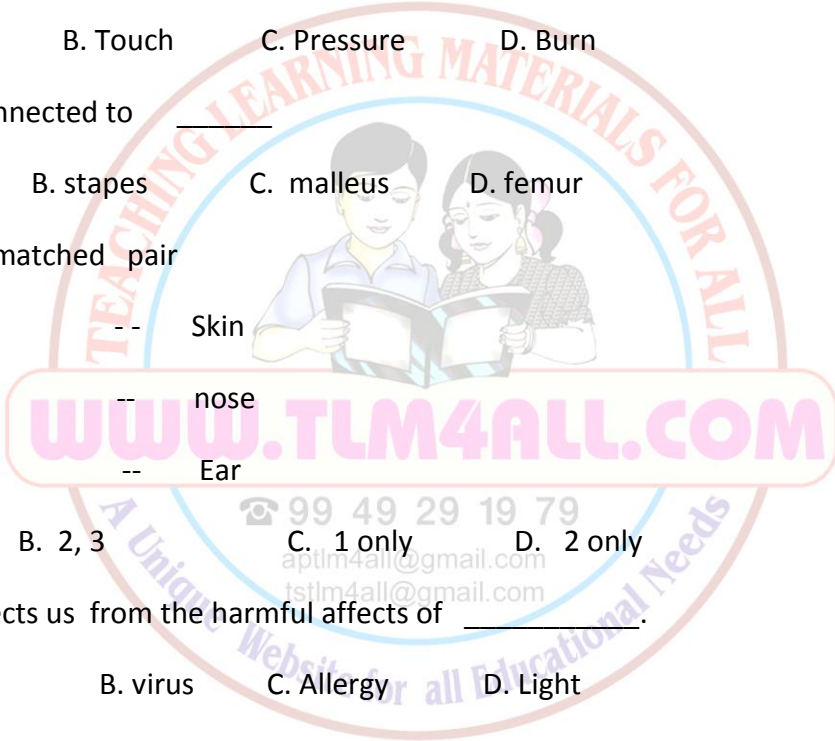 B. Touch C. Pressure D. Burn
nnected to ______
B. stapes C. malleus D. femur
matched pair
-- Skin
-- nose
-- Ear
B. 2, 3 C. 1 only D. 2 only
ects us from the harmful affects of ___________.
B. virus C. Allergy D. Light
TEACHING LEARNING MATERIALS FOR ALL
WWW.TLM4ALL.COM
☎ 99 49 29 19 79
aptlm4all@gmail.com
tstlm4all@gmail.com
A Unique Website for all Educational Needs